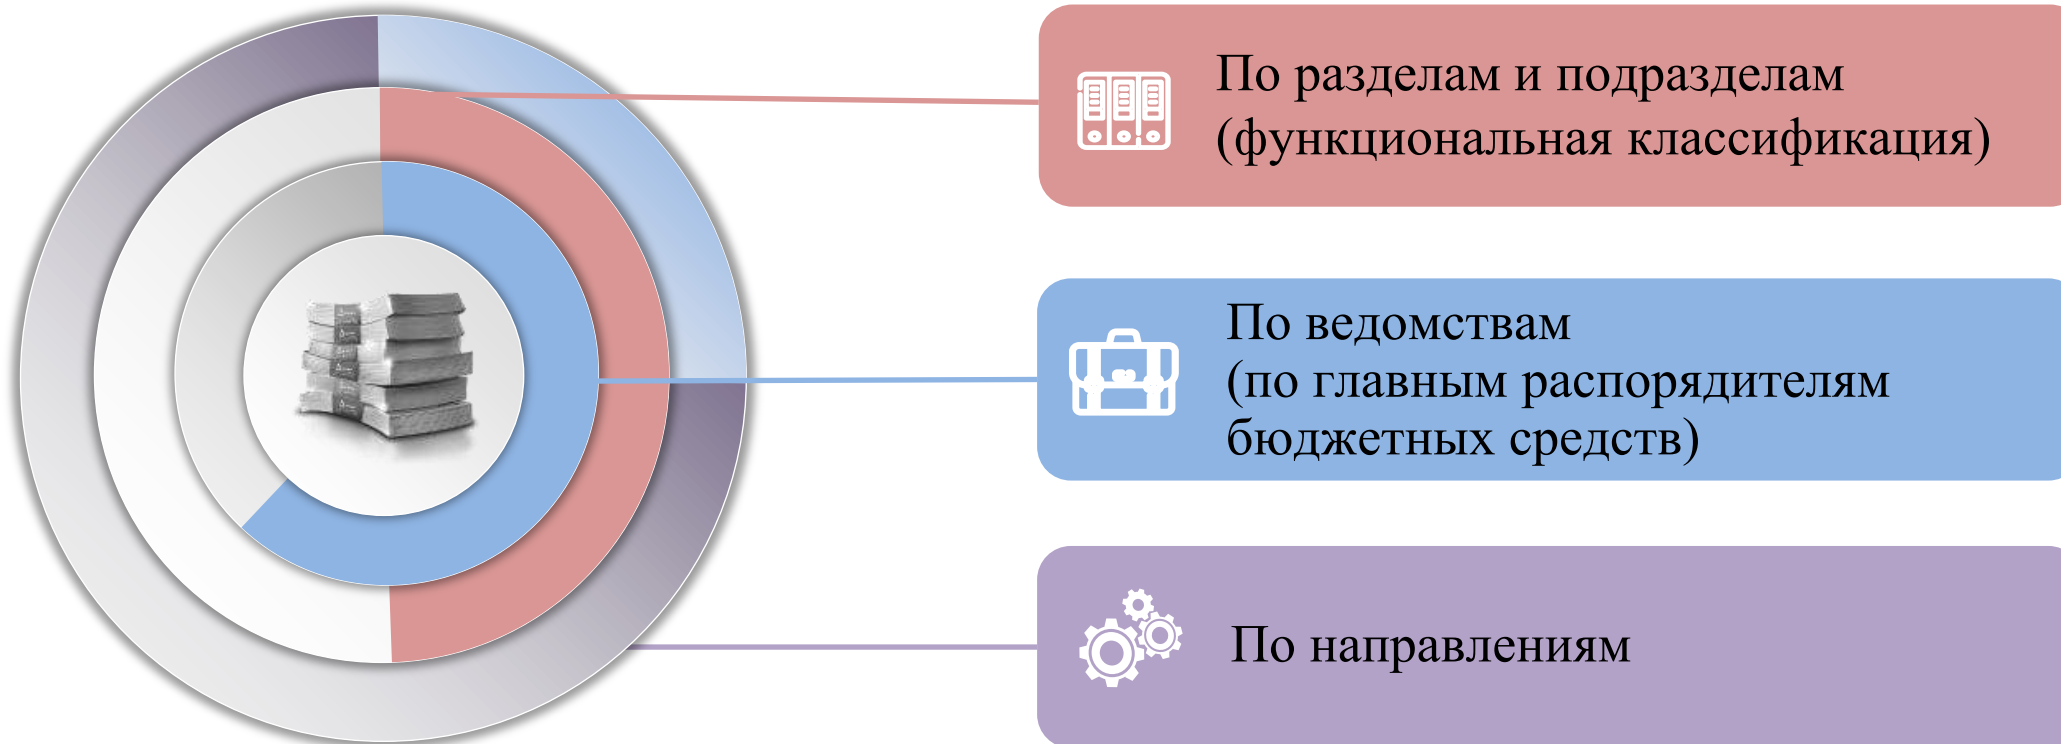 По разделам и подразделам
(функциональная классификация)
По ведомствам
(по главным распорядителям
бюджетных средств)
По направлениям